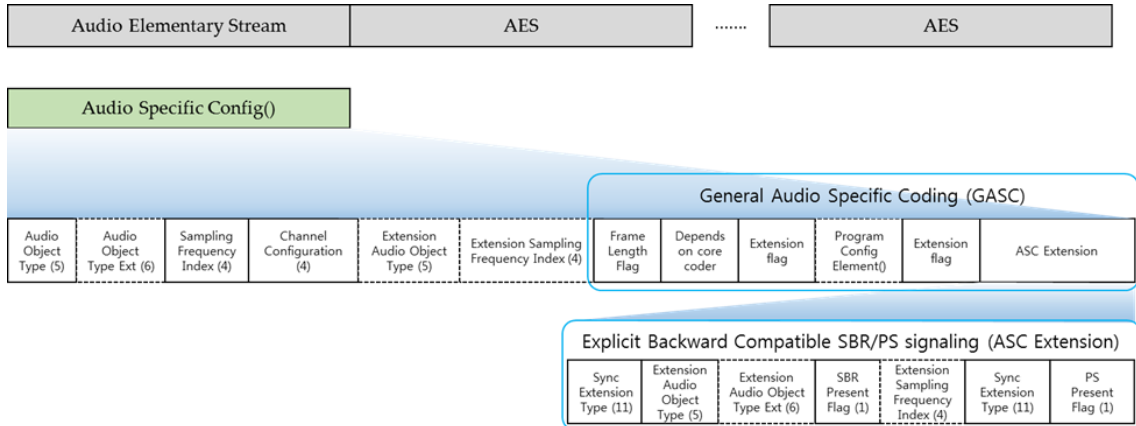 Audio Elementary Stream
AES
.......
AES
Audio Specific Config()
General Audio Specific Coding (GASC)
Audio
Object
Type (5)
Audio
Object
Type Ext (6)
Sampling
Frequency
Index (4)
Channel
Configuration
(4)
Extension
Audio Object
Type (5)
Extension Sampling
Frequency Index (4)
Frame
Length
Flag
Depends
on core
coder
Extension
flag
Program
Config
Element()
Extension
flag
ASC Extension
Explicit Backward Compatible SBR/PS signaling (ASC Extension)
Sync
Extension
Type (11)
Extension
Audio
Object
Type (5)
Extension
Audio Object
Type Ext (6)
SBR
Present
Flag (1)
Extension
Sampling
Frequency
Index (4)
Sync
Extension
Type (11)
PS
Present
Flag (1)